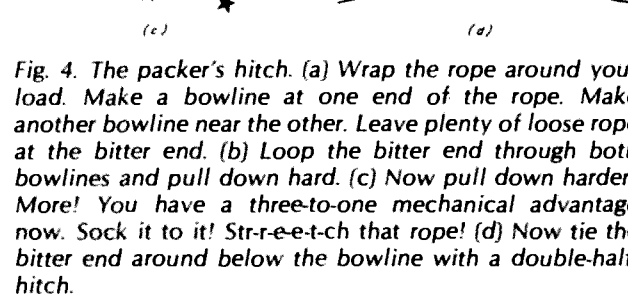 (c) (d)
Fig. 4. The packer's hitch. (a) Wrap the rope around you
load. Make a bowline at one end of the rope. Mak
another bowline near the other. Leave plenty of loose rop
at the bitter end. (b) Loop the bitter end through bot
bowlines and pull down hard. (c) Now pull down harder
More! You have a three-to-one mechanical advantag
now. Sock it to it! Str-r-e-e-t-ch that rope! (d) Now tie th
bitter end around below the bowline with a double-hal
hitch.